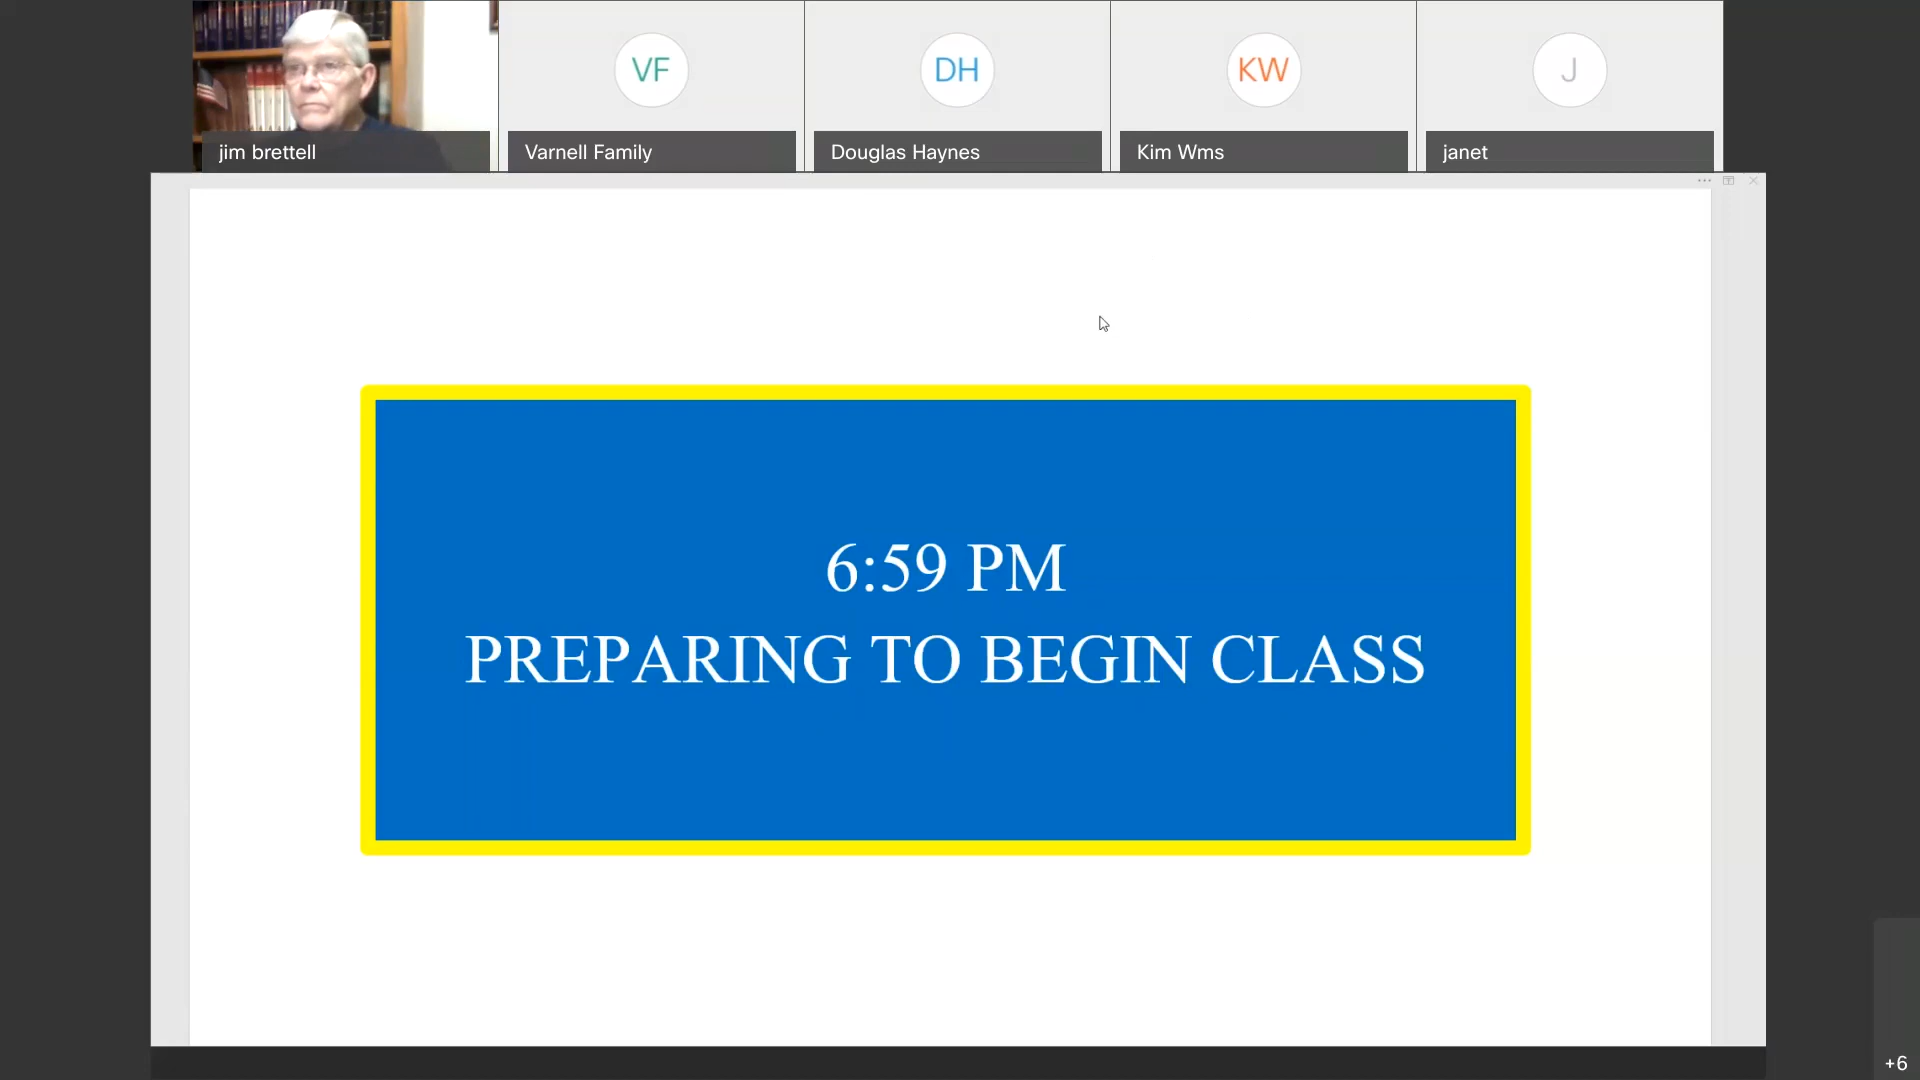 VF
DH
KW
J
jim brettell
Varnell Family
Douglas Haynes
Kim Wms
janet
6:59 PM
PREPARING TO BEGIN CLASS
+6